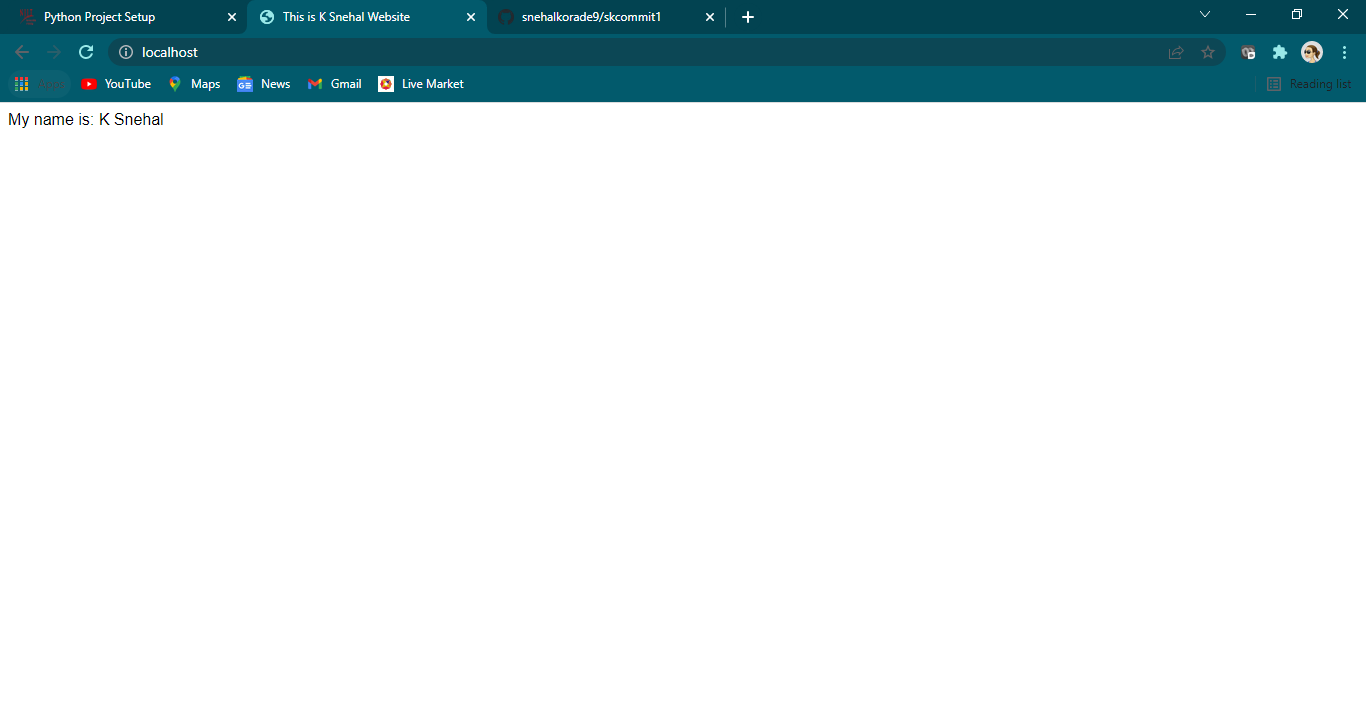 Python Project Setup
This is K Snehal Website
snehalkorade9/skcommit1
localhost
Apps
YouTube
Maps
News
Gmail
Live Market
Reading list
My name is: K Snehal